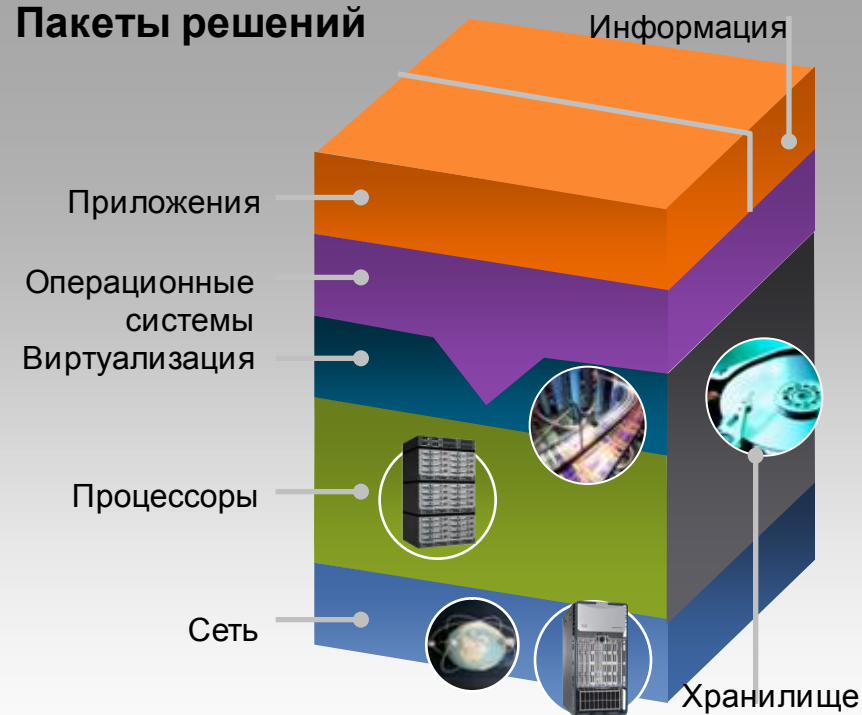 Пакеты решений
Информация
Приложения
Операционные
системы
Виртуализация
Процессоры
Сеть
Хранилище